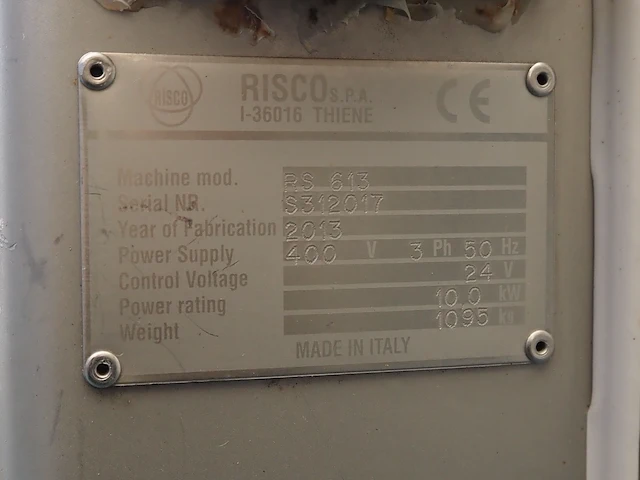 RISCO
RISCO S.P.A.
I-36016 THIENE
CE
Machine mod. RS 613
Serial NR. S312017
Year of Fabrication 2013
Power Supply 400 V 3 Ph 50 Hz
Control Voltage 24 V
Power rating 10.0 kW
Weight 1095 kg
MADE IN ITALY